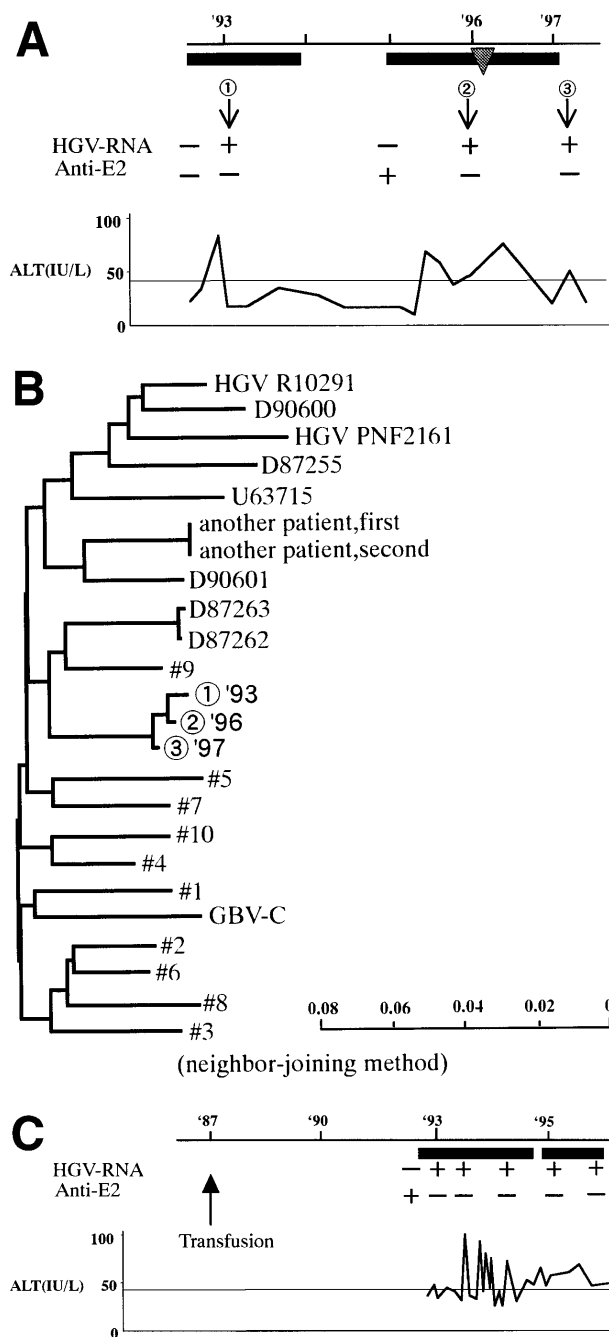 A
'93 '96 '97
① ② ③
HGV-RNA − + − + +
Anti-E2 − − + − −
100
ALT(IU/L) 50
0
B
HGV R10291
D90600
HGV PNF2161
D87255
U63715
another patient,first
another patient,second
D90601
D87263
D87262
#9
① '93
② '96
③ '97
#5
#7
#10
#4
#1
GBV-C
#2
#6
#8
#3
0.08 0.06 0.04 0.02 0
(neighbor-joining method)
C
'87 '90 '93 '95
HGV-RNA − + + + + +
Anti-E2 + − − − − −
Transfusion
100
ALT(IU/L) 50
0